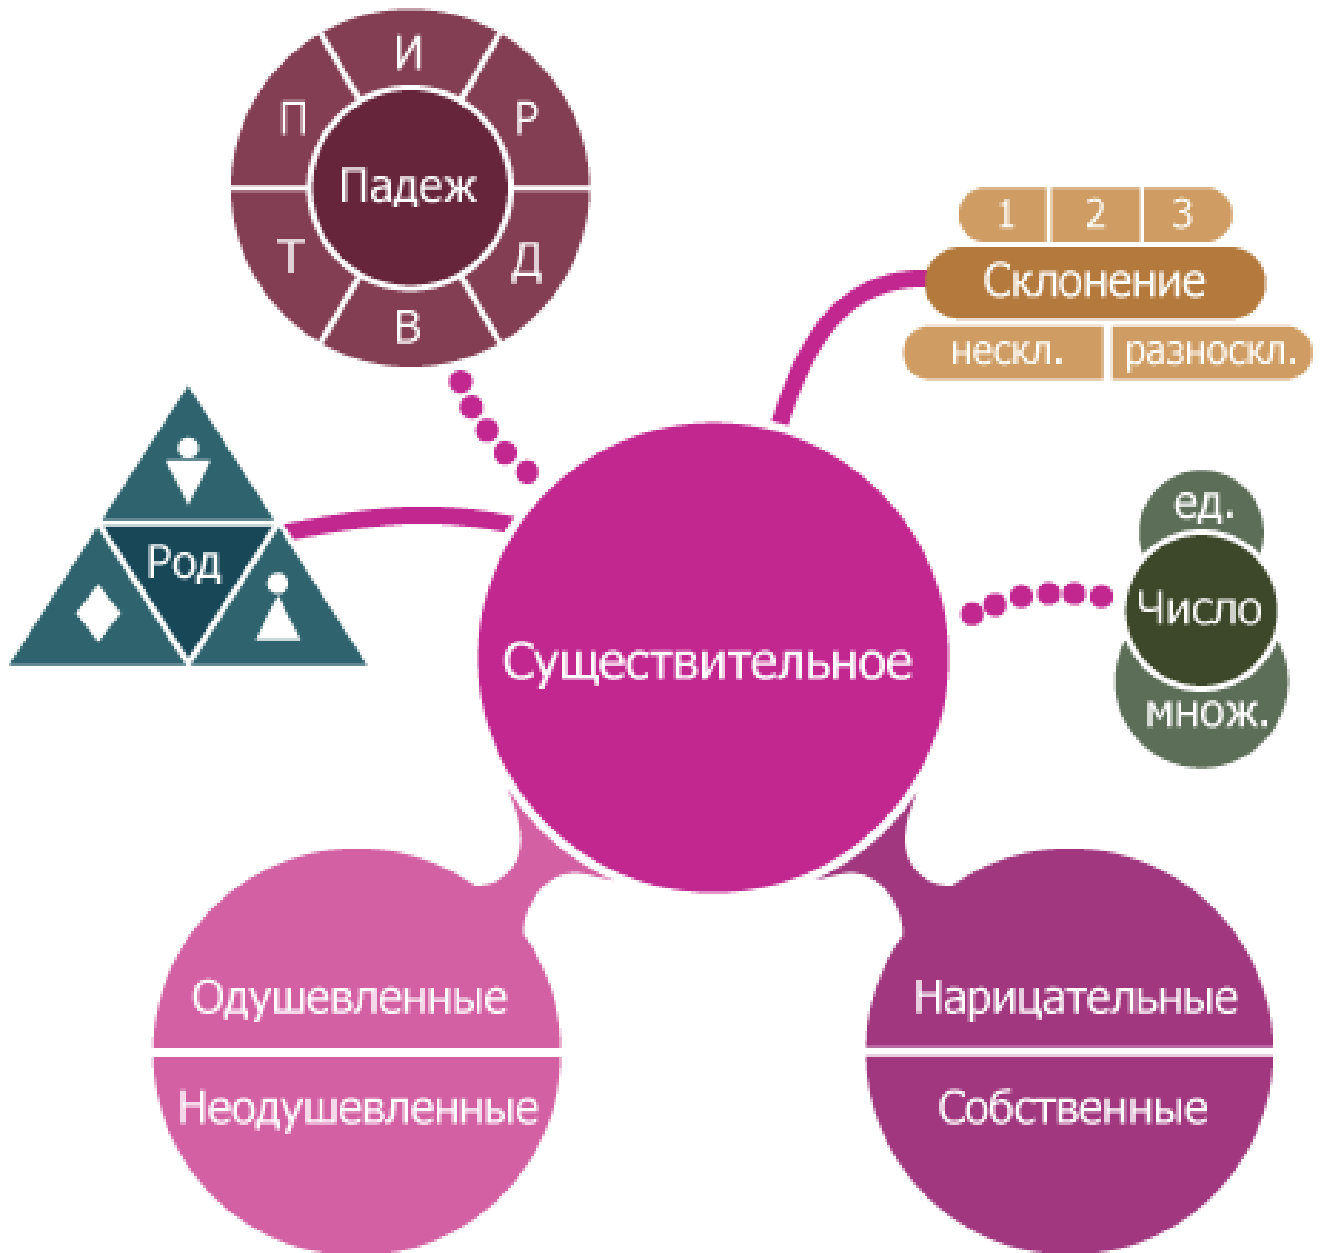 И
П
Р
Падеж
Т
Д
В
1 2 3
Склонение
нескл. разноскл.
Род
ед.
Число
множ.
Существительное
Одушевленные
Неодушевленные
Нарицательные
Собственные